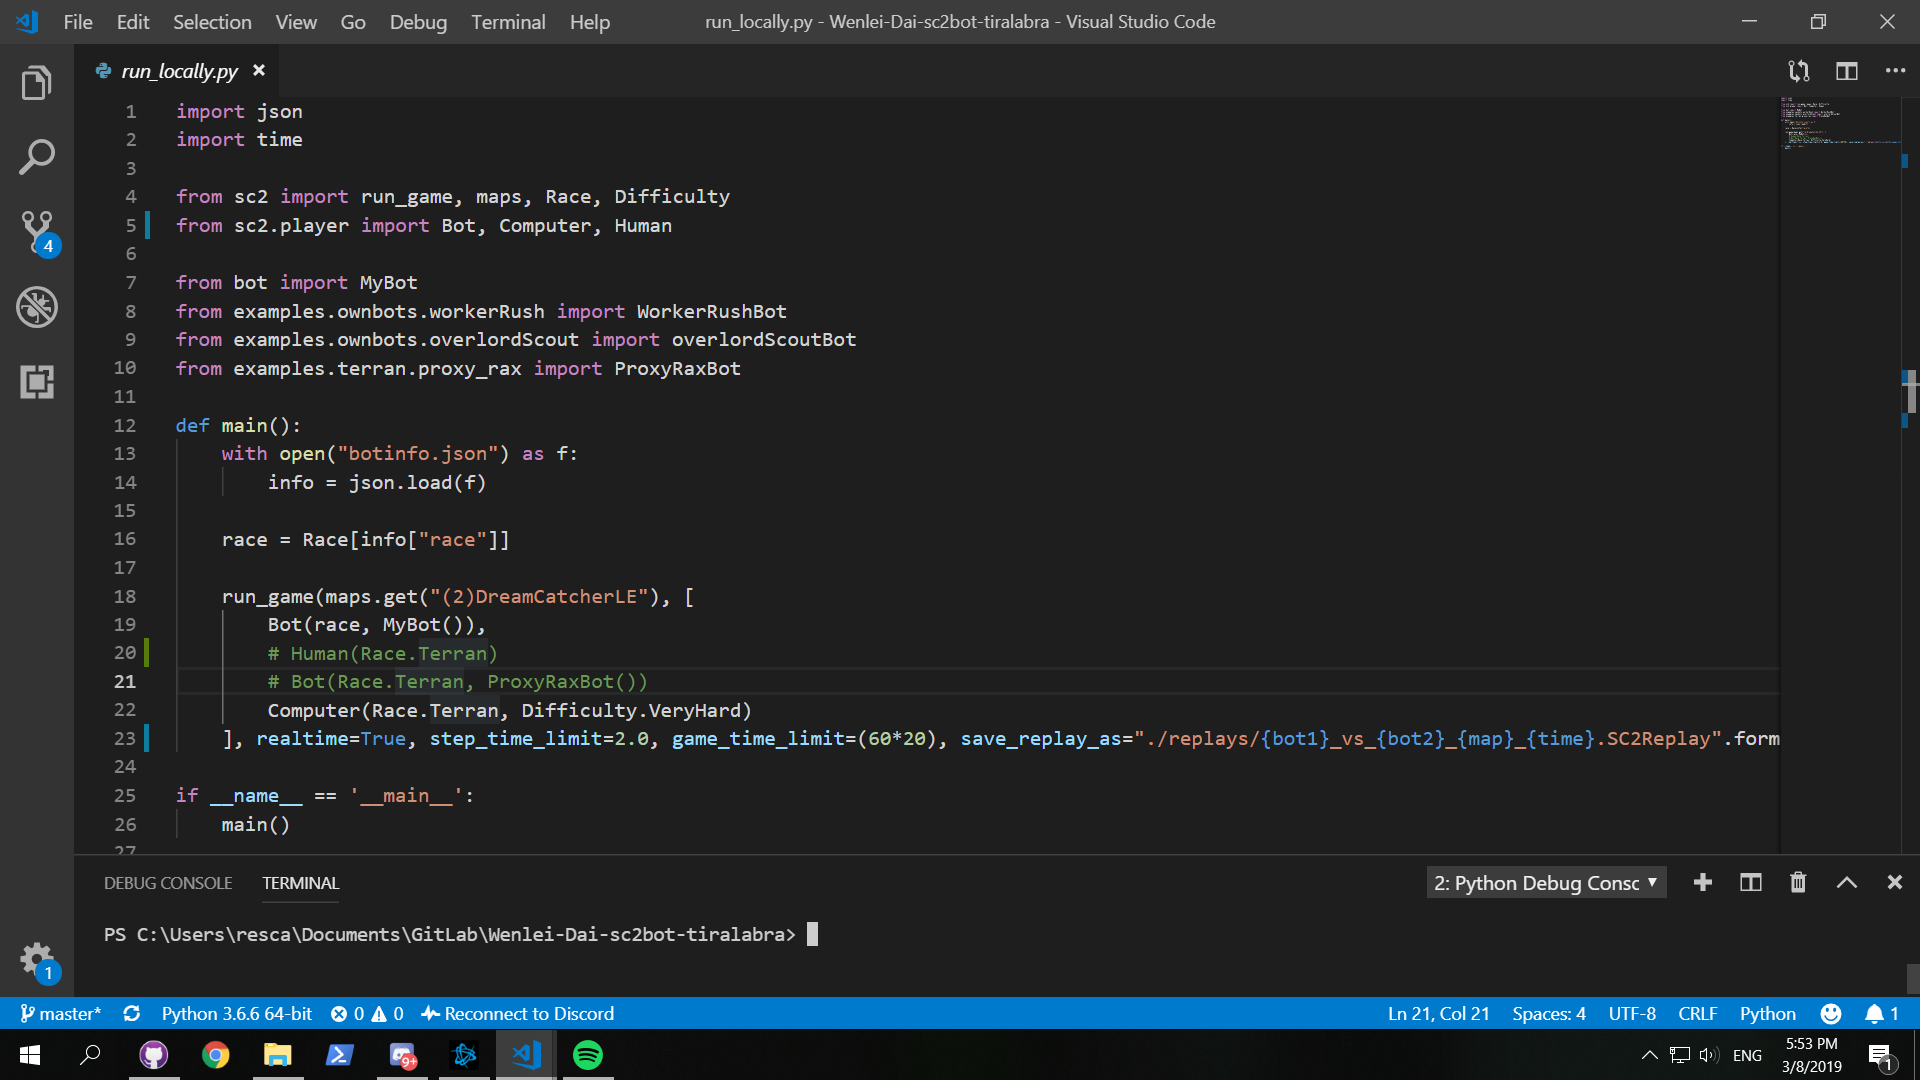 File Edit Selection View Go Debug Terminal Help run_locally.py - Wenlei-Dai-sc2bot-tiralabra - Visual Studio Code
run_locally.py
1 import json
2 import time
3
4 from sc2 import run_game, maps, Race, Difficulty
5 from sc2.player import Bot, Computer, Human
6
7 from bot import MyBot
8 from examples.ownbots.workerRush import WorkerRushBot
9 from examples.ownbots.overlordScout import overlordScoutBot
10 from examples.terran.proxy_rax import ProxyRaxBot
11
12 def main():
13     with open("botinfo.json") as f:
14         info = json.load(f)
15
16     race = Race[info["race"]]
17
18     run_game(maps.get("(2)DreamCatcherLE"), [
19         Bot(race, MyBot()),
20         # Human(Race.Terran)
21         # Bot(Race.Terran, ProxyRaxBot())
22         Computer(Race.Terran, Difficulty.VeryHard)
23     ], realtime=True, step_time_limit=2.0, game_time_limit=(60*20), save_replay_as="./replays/{bot1}_vs_{bot2}_{map}_{time}.SC2Replay".form
24
25 if __name__ == '__main__':
26     main()
27
4
DEBUG CONSOLE TERMINAL 2: Python Debug Consc
PS C:\Users\resca\Documents\GitLab\Wenlei-Dai-sc2bot-tiralabra>
1
master* Python 3.6.6 64-bit 0 0 Reconnect to Discord Ln 21, Col 21 Spaces: 4 UTF-8 CRLF Python 1
9+ ENG 5:53 PM
3/8/2019 1